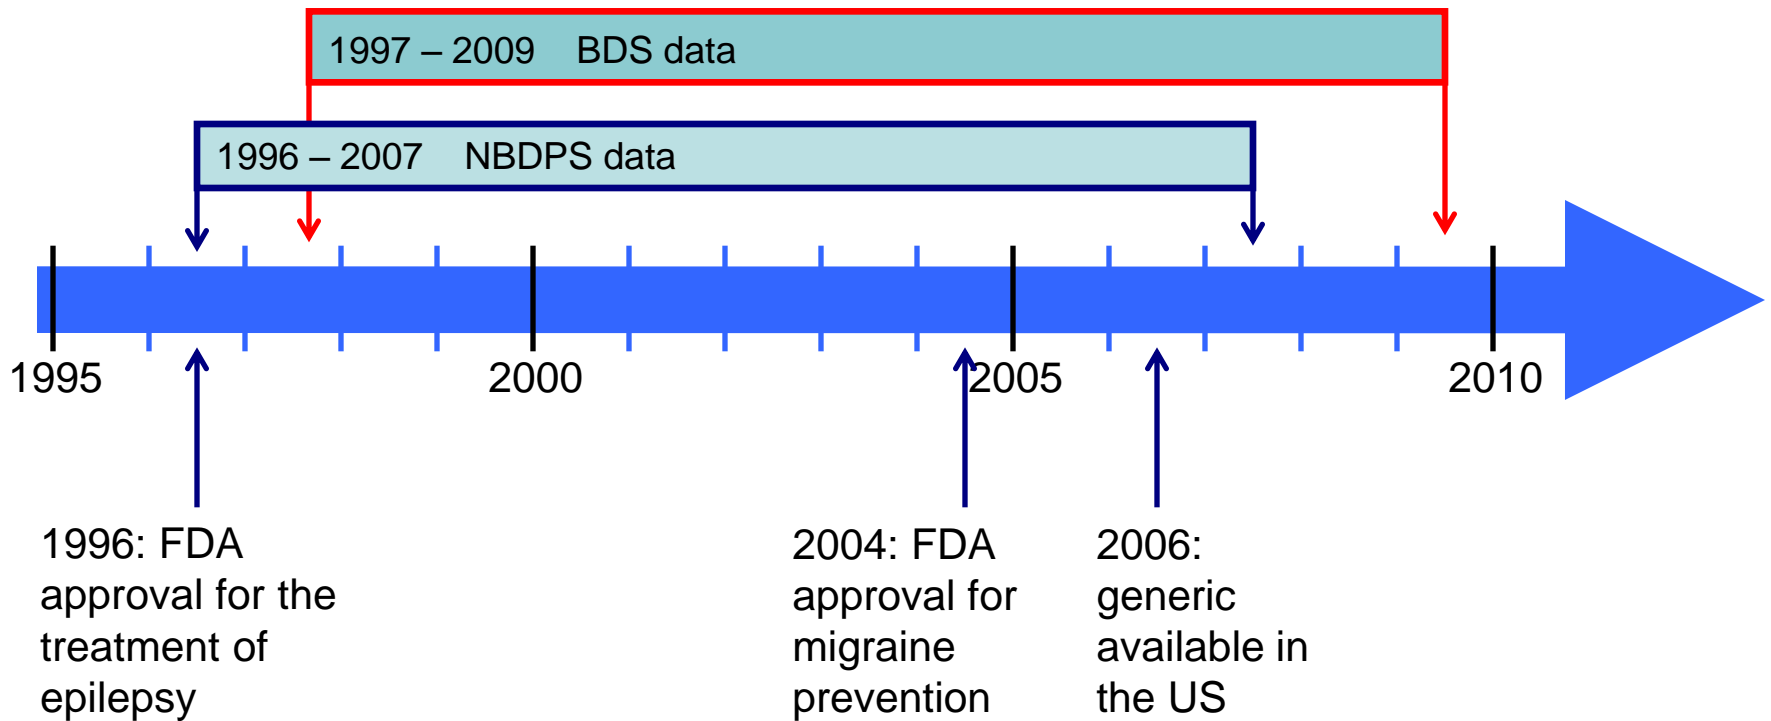 1997 – 2009 BDS data
1996 – 2007 NBDPS data
1995 2000 2005 2010
1996: FDA
approval for the
treatment of
epilepsy
2004: FDA
approval for
migraine
prevention
2006:
generic
available in
the US